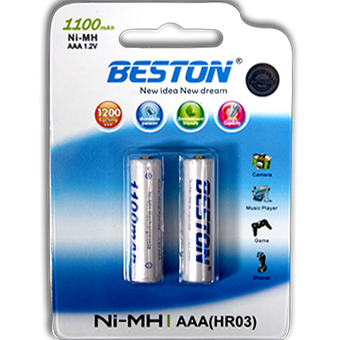 1100mAh
Ni-MH
AAA 1.2V
BESTON®
New idea New dream
1200
Camera
Music Player
Game
Shaver
1100mAh
BESTON
Ni-MH | AAA(HR03)